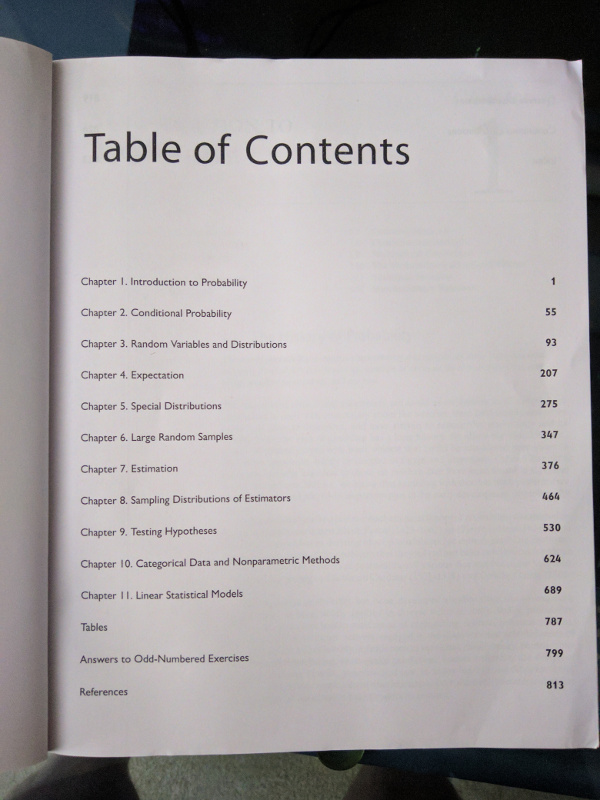 Table of Contents
Chapter 1. Introduction to Probability 1
Chapter 2. Conditional Probability 55
Chapter 3. Random Variables and Distributions 93
Chapter 4. Expectation 207
Chapter 5. Special Distributions 275
Chapter 6. Large Random Samples 347
Chapter 7. Estimation 376
Chapter 8. Sampling Distributions of Estimators 464
Chapter 9. Testing Hypotheses 530
Chapter 10. Categorical Data and Nonparametric Methods 624
Chapter 11. Linear Statistical Models 689
Tables 787
Answers to Odd-Numbered Exercises 799
References 813